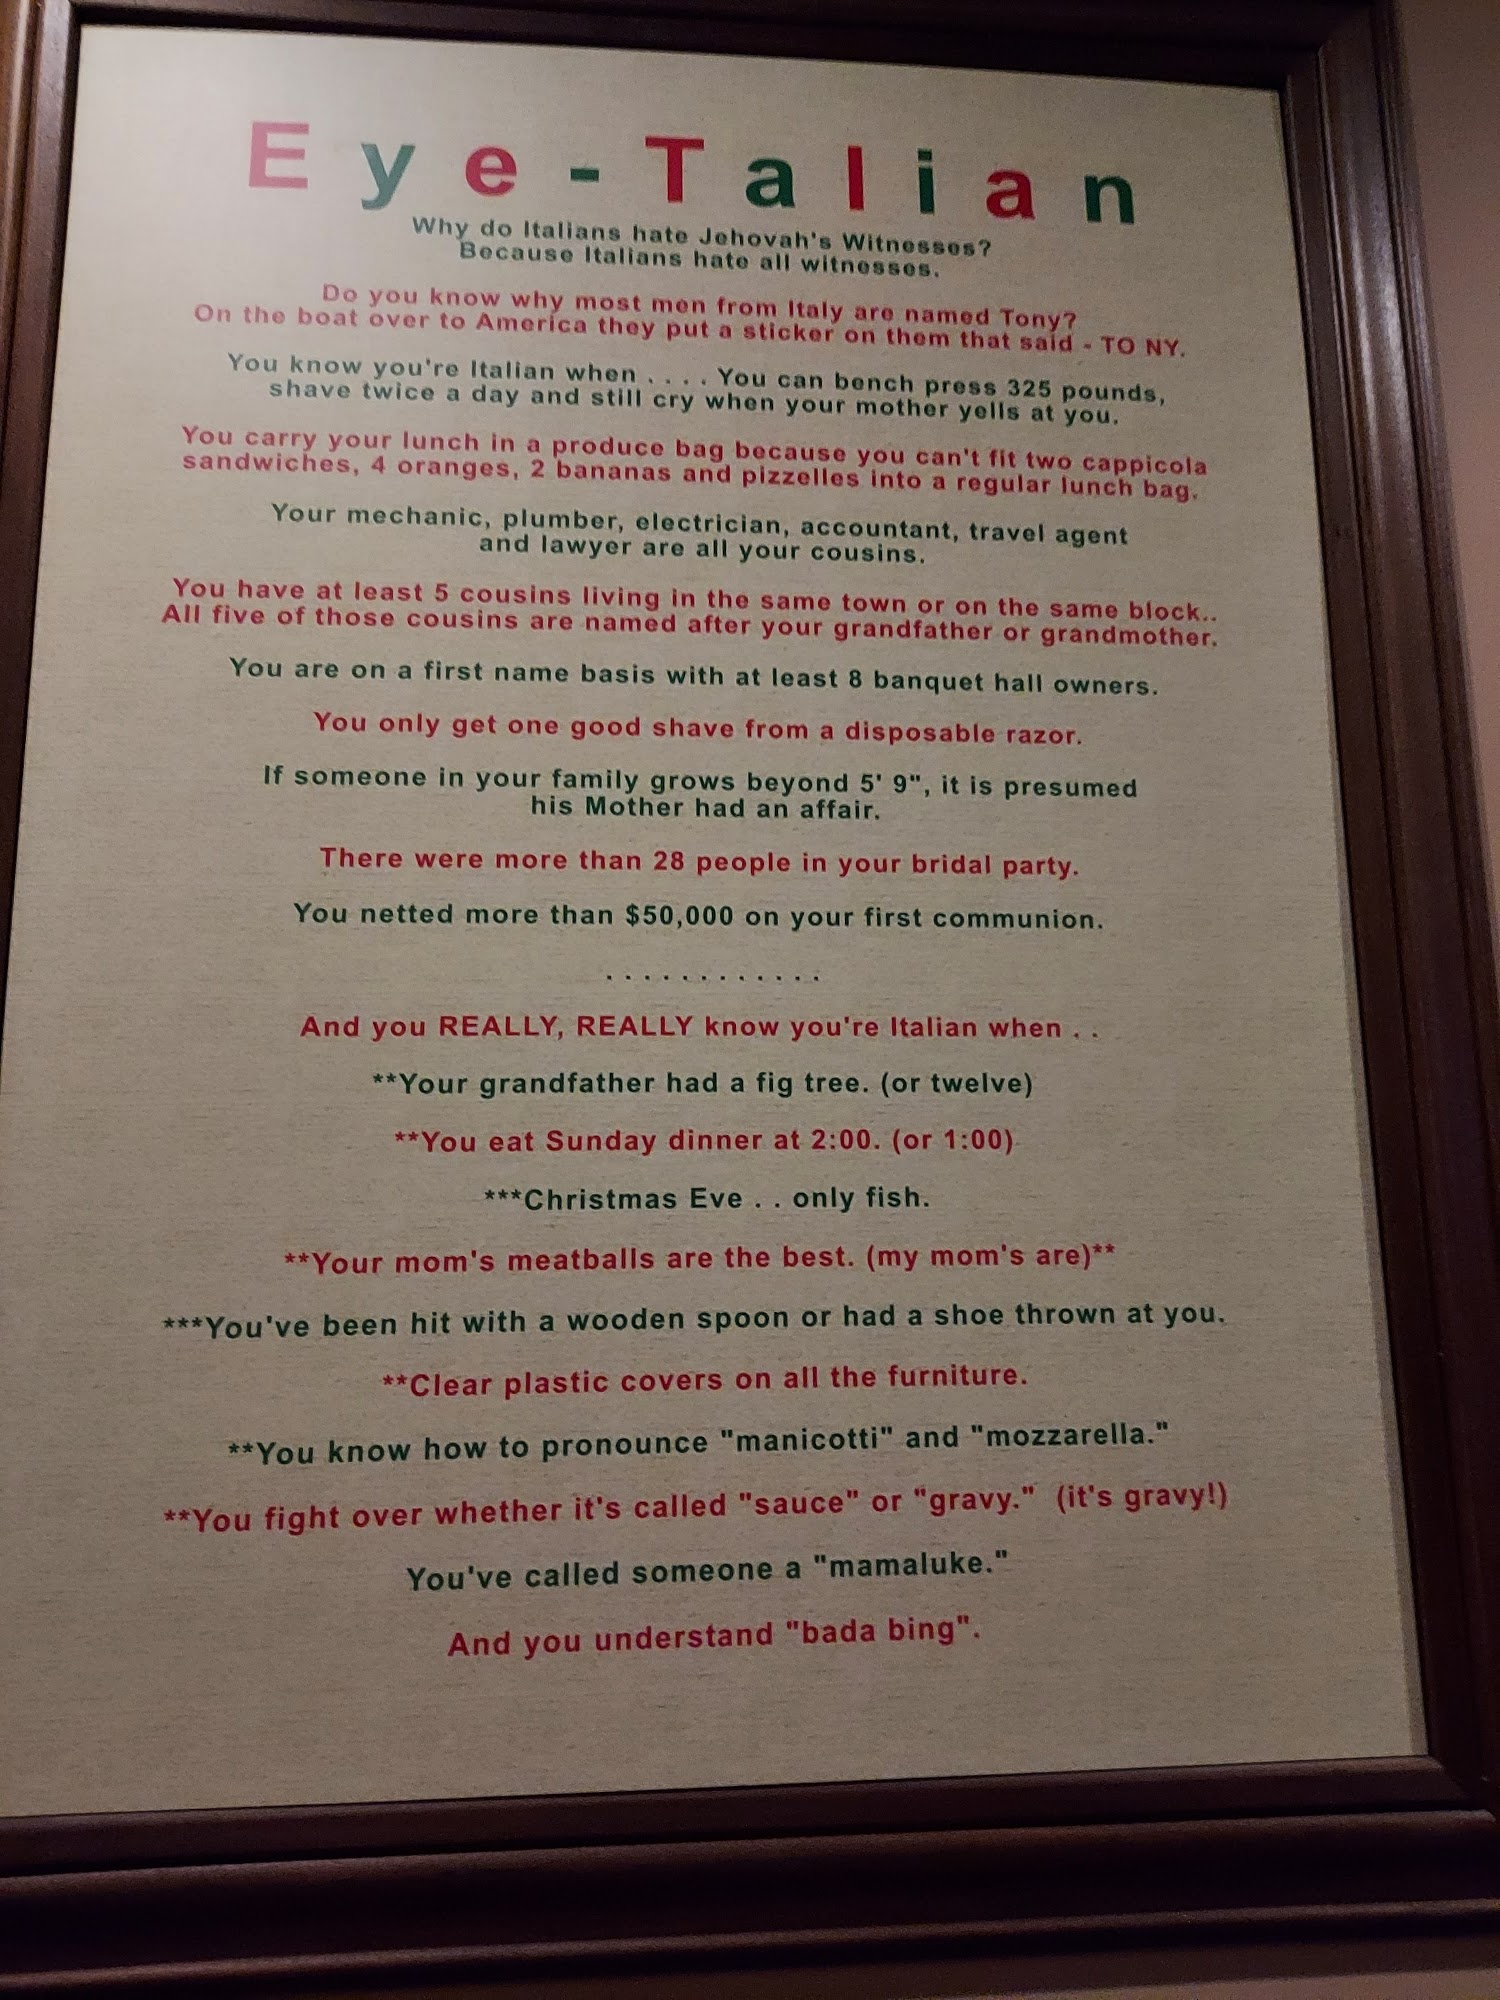 Eye-Talian
Why do Italians hate Jehovah's Witnesses?
Because Italians hate all witnesses.
Do you know why most men from Italy are named Tony?
On the boat over to America they put a sticker on them that said - TO NY.
You know you're Italian when . . . . You can bench press 325 pounds,
shave twice a day and still cry when your mother yells at you.
You carry your lunch in a produce bag because you can't fit two cappicola
sandwiches, 4 oranges, 2 bananas and pizzelles into a regular lunch bag.
Your mechanic, plumber, electrician, accountant, travel agent
and lawyer are all your cousins.
You have at least 5 cousins living in the same town or on the same block..
All five of those cousins are named after your grandfather or grandmother.
You are on a first name basis with at least 8 banquet hall owners.
You only get one good shave from a disposable razor.
If someone in your family grows beyond 5' 9", it is presumed
his Mother had an affair.
There were more than 28 people in your bridal party.
You netted more than $50,000 on your first communion.
. . . . . . . . . . . .
And you REALLY, REALLY know you're Italian when . .
**Your grandfather had a fig tree. (or twelve)
**You eat Sunday dinner at 2:00. (or 1:00)
***Christmas Eve . . only fish.
**Your mom's meatballs are the best. (my mom's are)**
***You've been hit with a wooden spoon or had a shoe thrown at you.
**Clear plastic covers on all the furniture.
**You know how to pronounce "manicotti" and "mozzarella."
**You fight over whether it's called "sauce" or "gravy." (it's gravy!)
You've called someone a "mamaluke."
And you understand "bada bing".